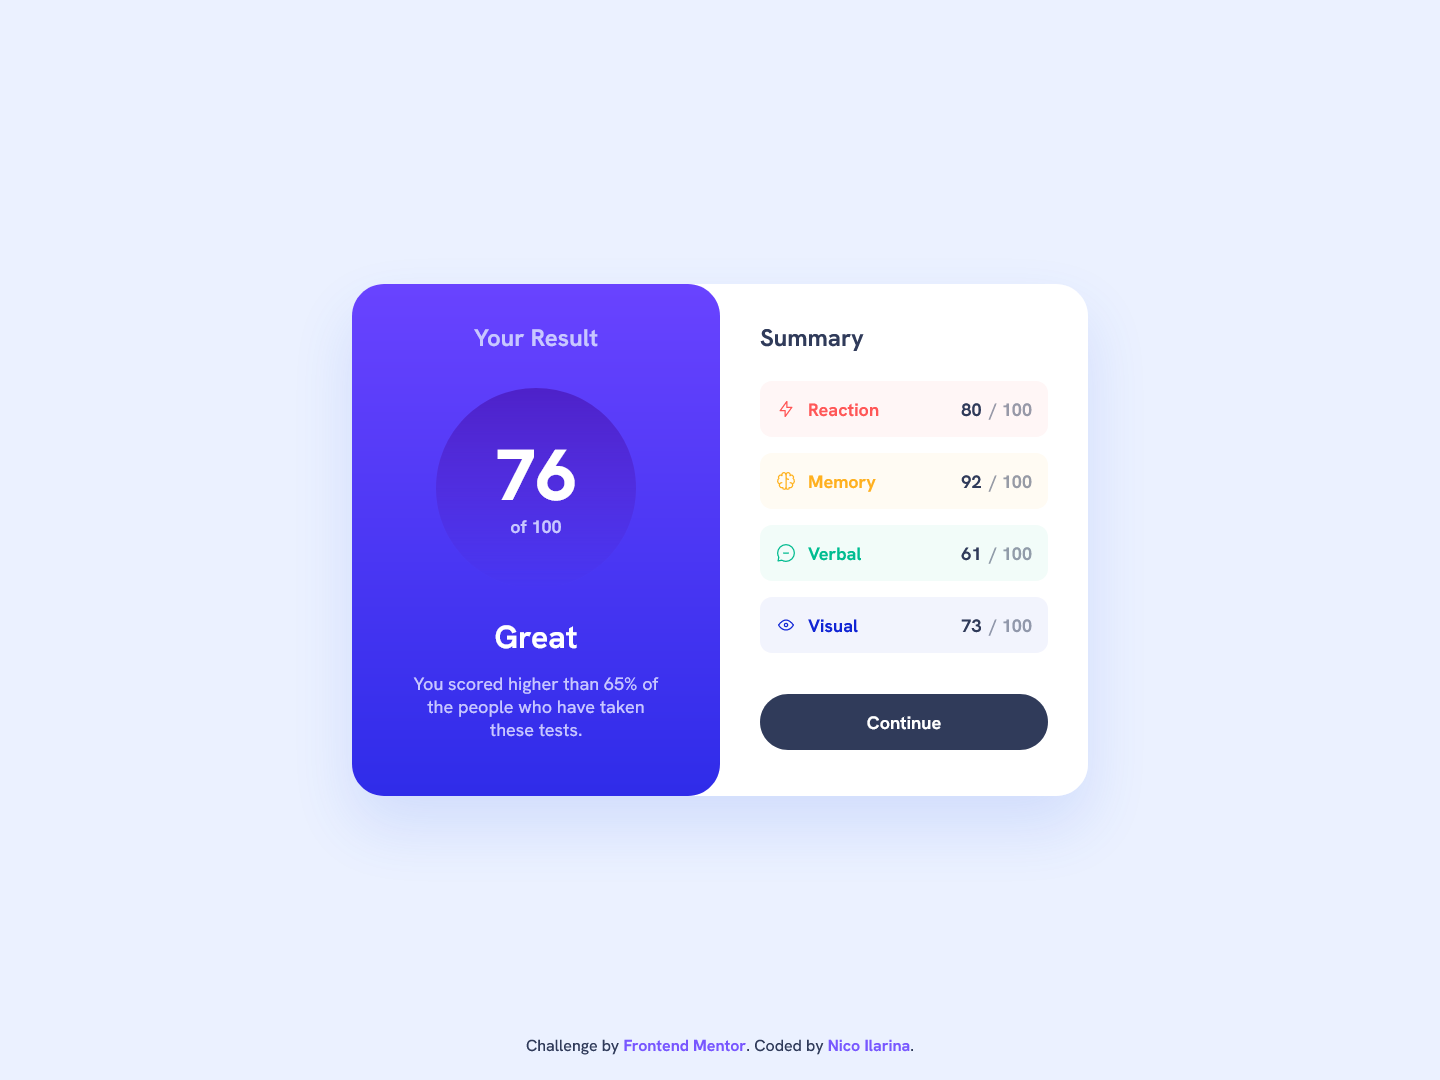 Your Result
76
of 100
Great
You scored higher than 65% of
the people who have taken
these tests.
Summary
Reaction 80 / 100
Memory 92 / 100
Verbal 61 / 100
Visual 73 / 100
Continue
Challenge by Frontend Mentor. Coded by Nico Ilarina.